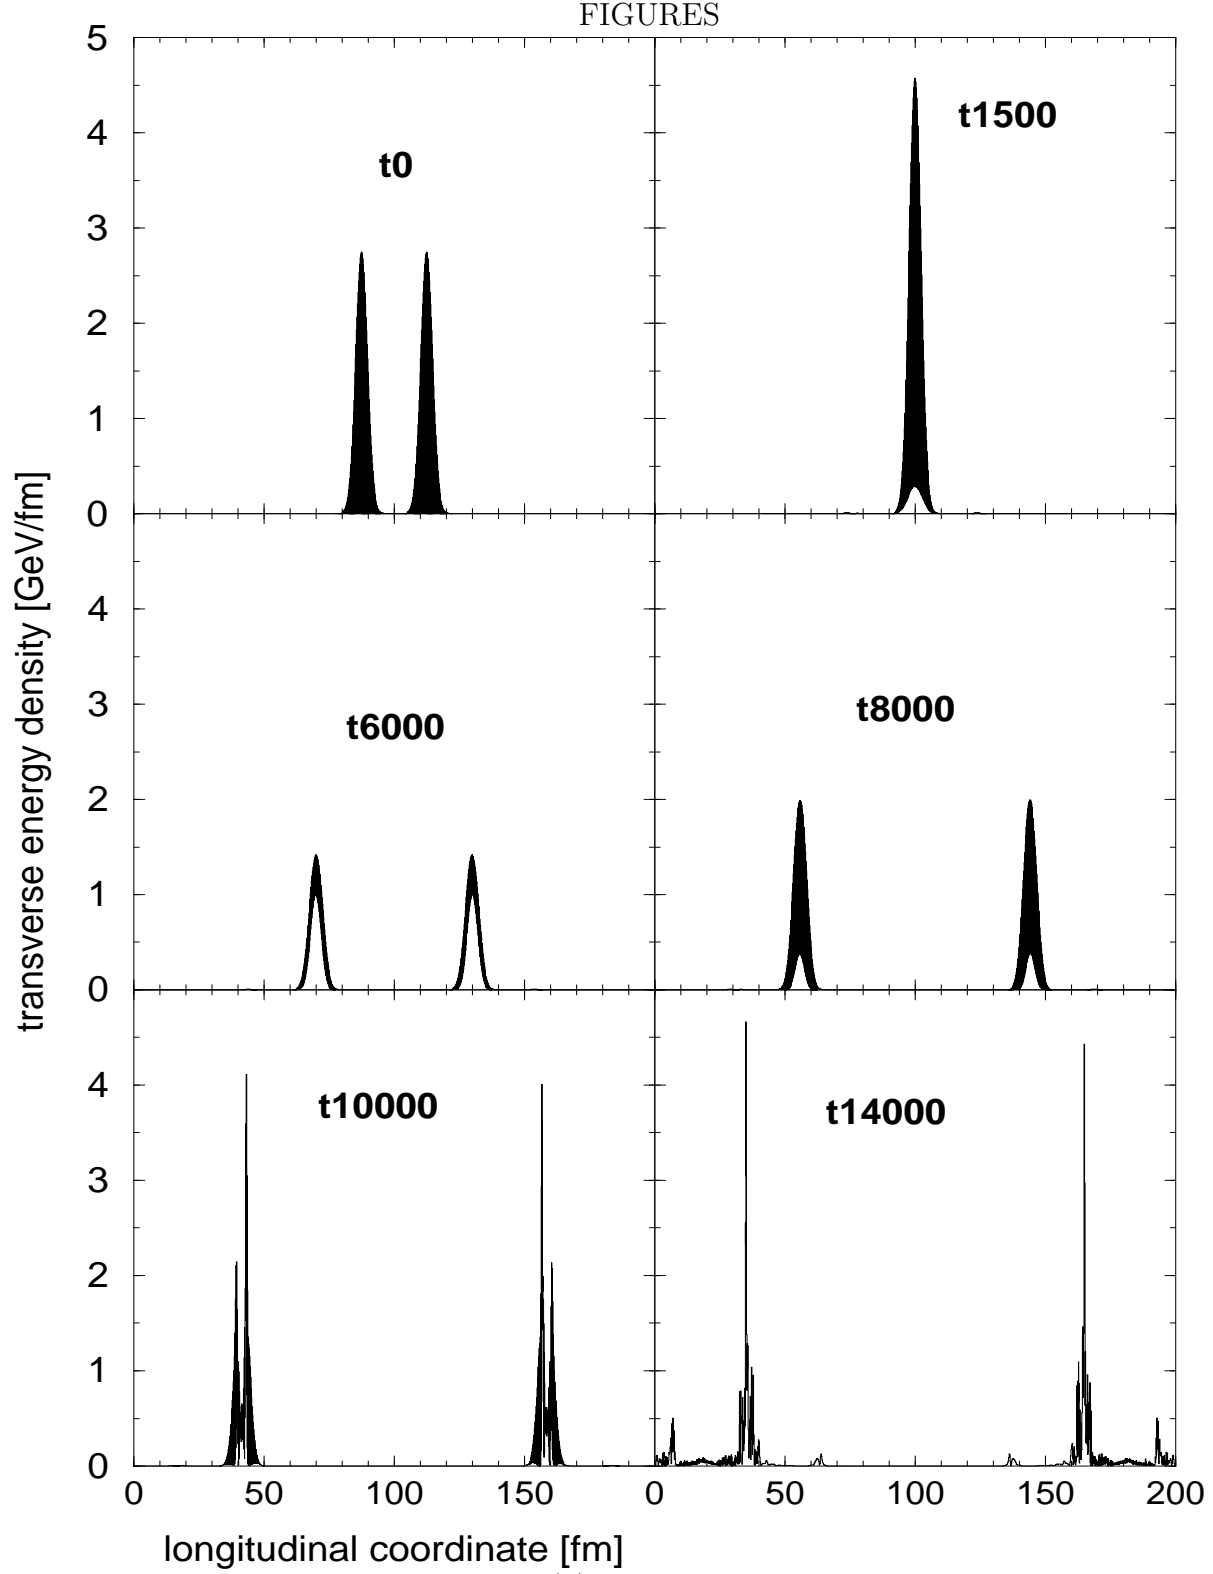 FIGURES
5
4
3
2
1
0
t0
t1500
transverse energy density [GeV/fm]
4
3
2
1
0
t6000
t8000
4
3
2
1
0
t10000
t14000
0 50 100 150 0 50 100 150 200
longitudinal coordinate [fm]